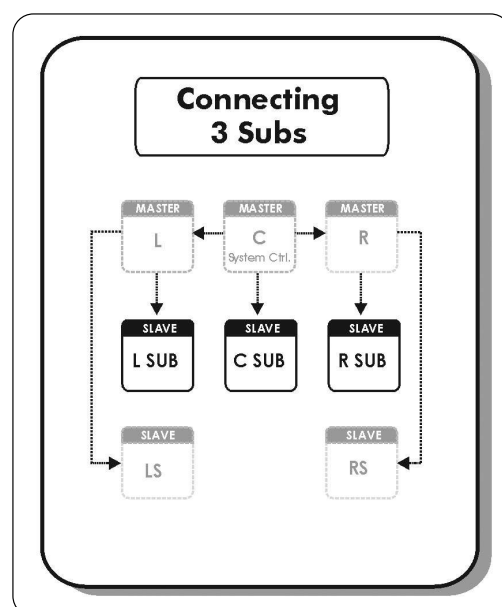 Connecting
3 Subs
MASTER MASTER MASTER
L C R
System Ctrl.
SLAVE SLAVE SLAVE
L SUB C SUB R SUB
SLAVE SLAVE
LS RS